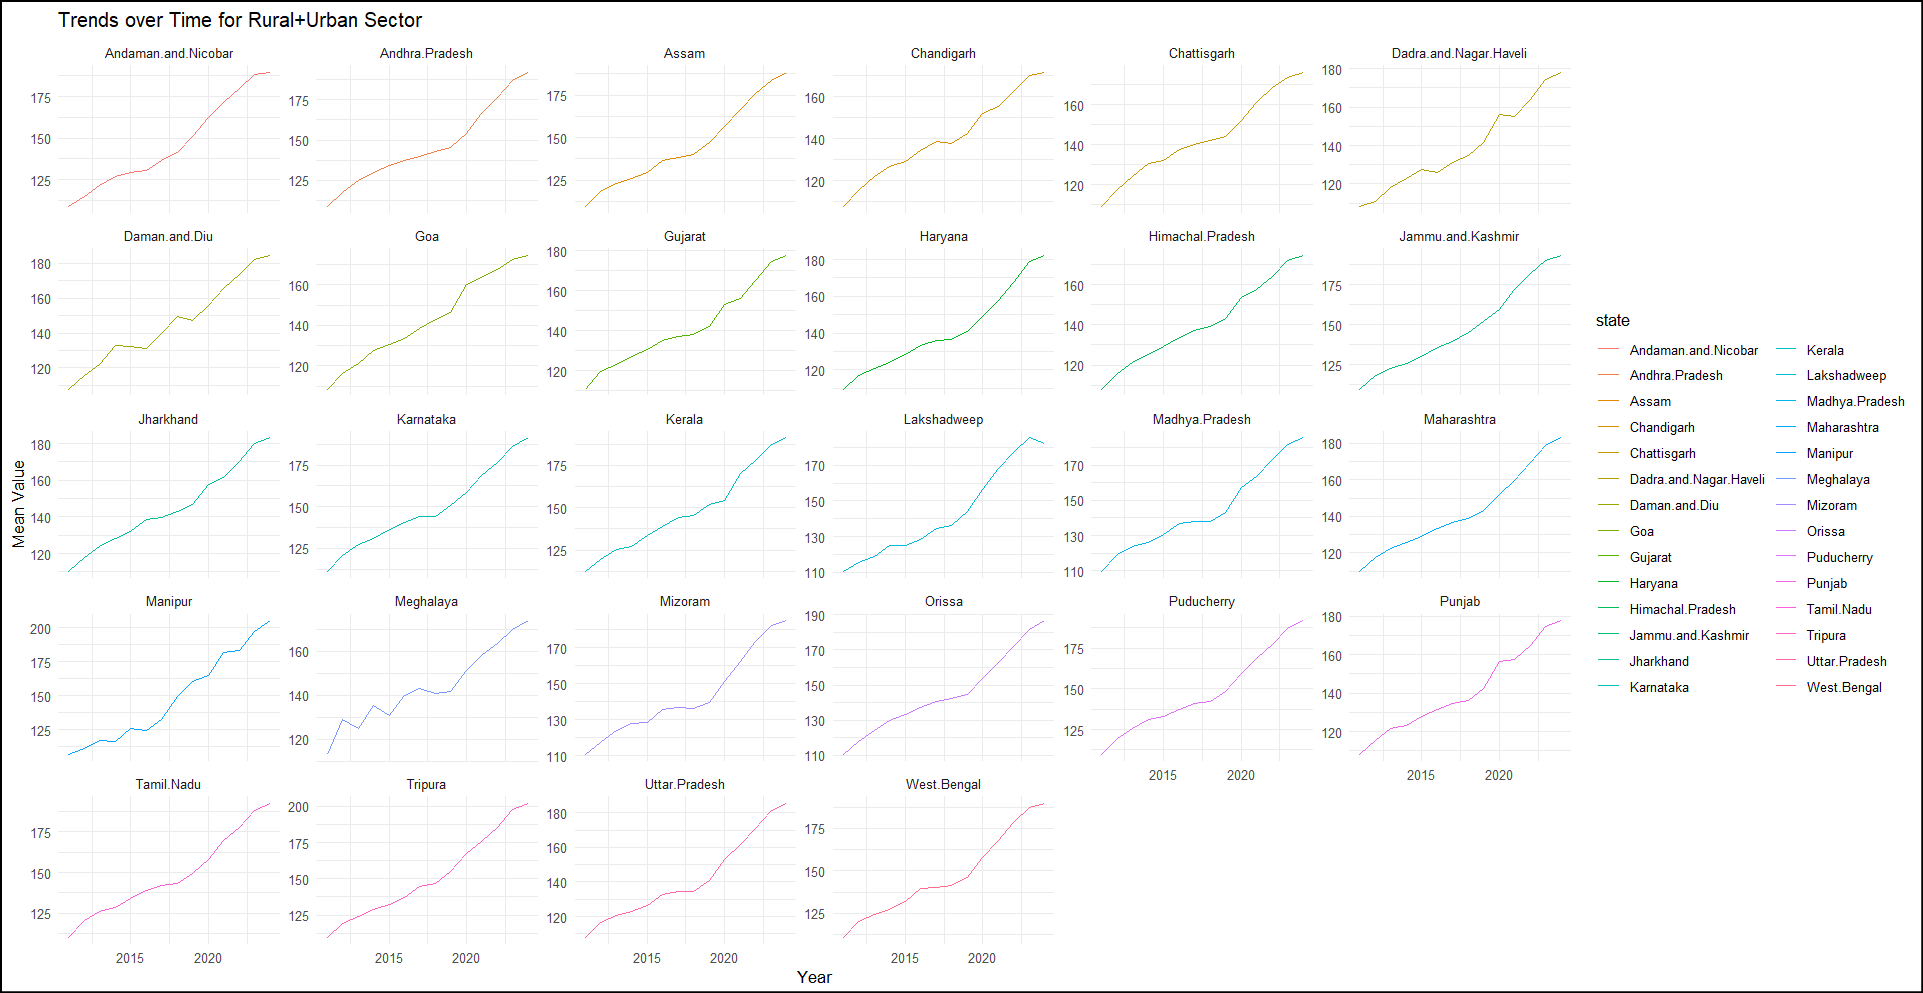 Trends over Time for Rural+Urban Sector
Andaman.and.Nicobar Andhra.Pradesh Assam Chandigarh Chattisgarh Dadra.and.Nagar.Haveli
175 150 125
175 150 125
175 150 125
160 140 120
160 140 120
180 160 140 120
Daman.and.Diu Goa Gujarat Haryana Himachal.Pradesh Jammu.and.Kashmir
180 160 140 120
160 140 120
180 160 140 120
180 160 140 120
160 140 120
175 150 125
Jharkhand Karnataka Kerala Lakshadweep Madhya.Pradesh Maharashtra
180 160 140 120
175 150 125
175 150 125
170 150 130 110
170 150 130 110
180 160 140 120
Manipur Meghalaya Mizoram Orissa Puducherry Punjab
200 175 150 125
160 140 120
170 150 130 110
190 170 150 130 110
175 150 125
180 160 140 120
2015 2020 2015 2020
Tamil.Nadu Tripura Uttar.Pradesh West.Bengal
175 150 125
200 175 150 125
180 160 140 120
175 150 125
2015 2020 2015 2020 2015 2020 2015 2020
Year
Mean Value
state
Andaman.and.Nicobar
Andhra.Pradesh
Assam
Chandigarh
Chattisgarh
Dadra.and.Nagar.Haveli
Daman.and.Diu
Goa
Gujarat
Haryana
Himachal.Pradesh
Jammu.and.Kashmir
Jharkhand
Karnataka
Kerala
Lakshadweep
Madhya.Pradesh
Maharashtra
Manipur
Meghalaya
Mizoram
Orissa
Puducherry
Punjab
Tamil.Nadu
Tripura
Uttar.Pradesh
West.Bengal